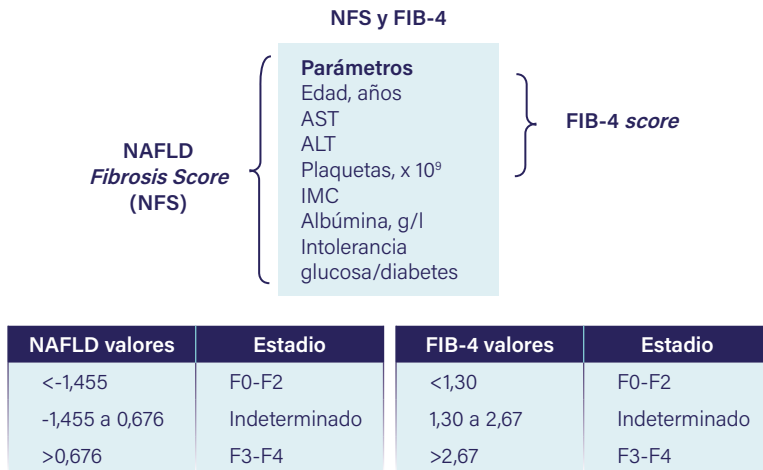 NFS y FIB-4
Parámetros
Edad, años
AST
ALT
Plaquetas, x 10⁹
IMC
Albúmina, g/l
Intolerancia
glucosa/diabetes
NAFLD
Fibrosis Score
(NFS)
FIB-4 score
NAFLD valores Estadio
<-1,455 F0-F2
-1,455 a 0,676 Indeterminado
>0,676 F3-F4
FIB-4 valores Estadio
<1,30 F0-F2
1,30 a 2,67 Indeterminado
>2,67 F3-F4